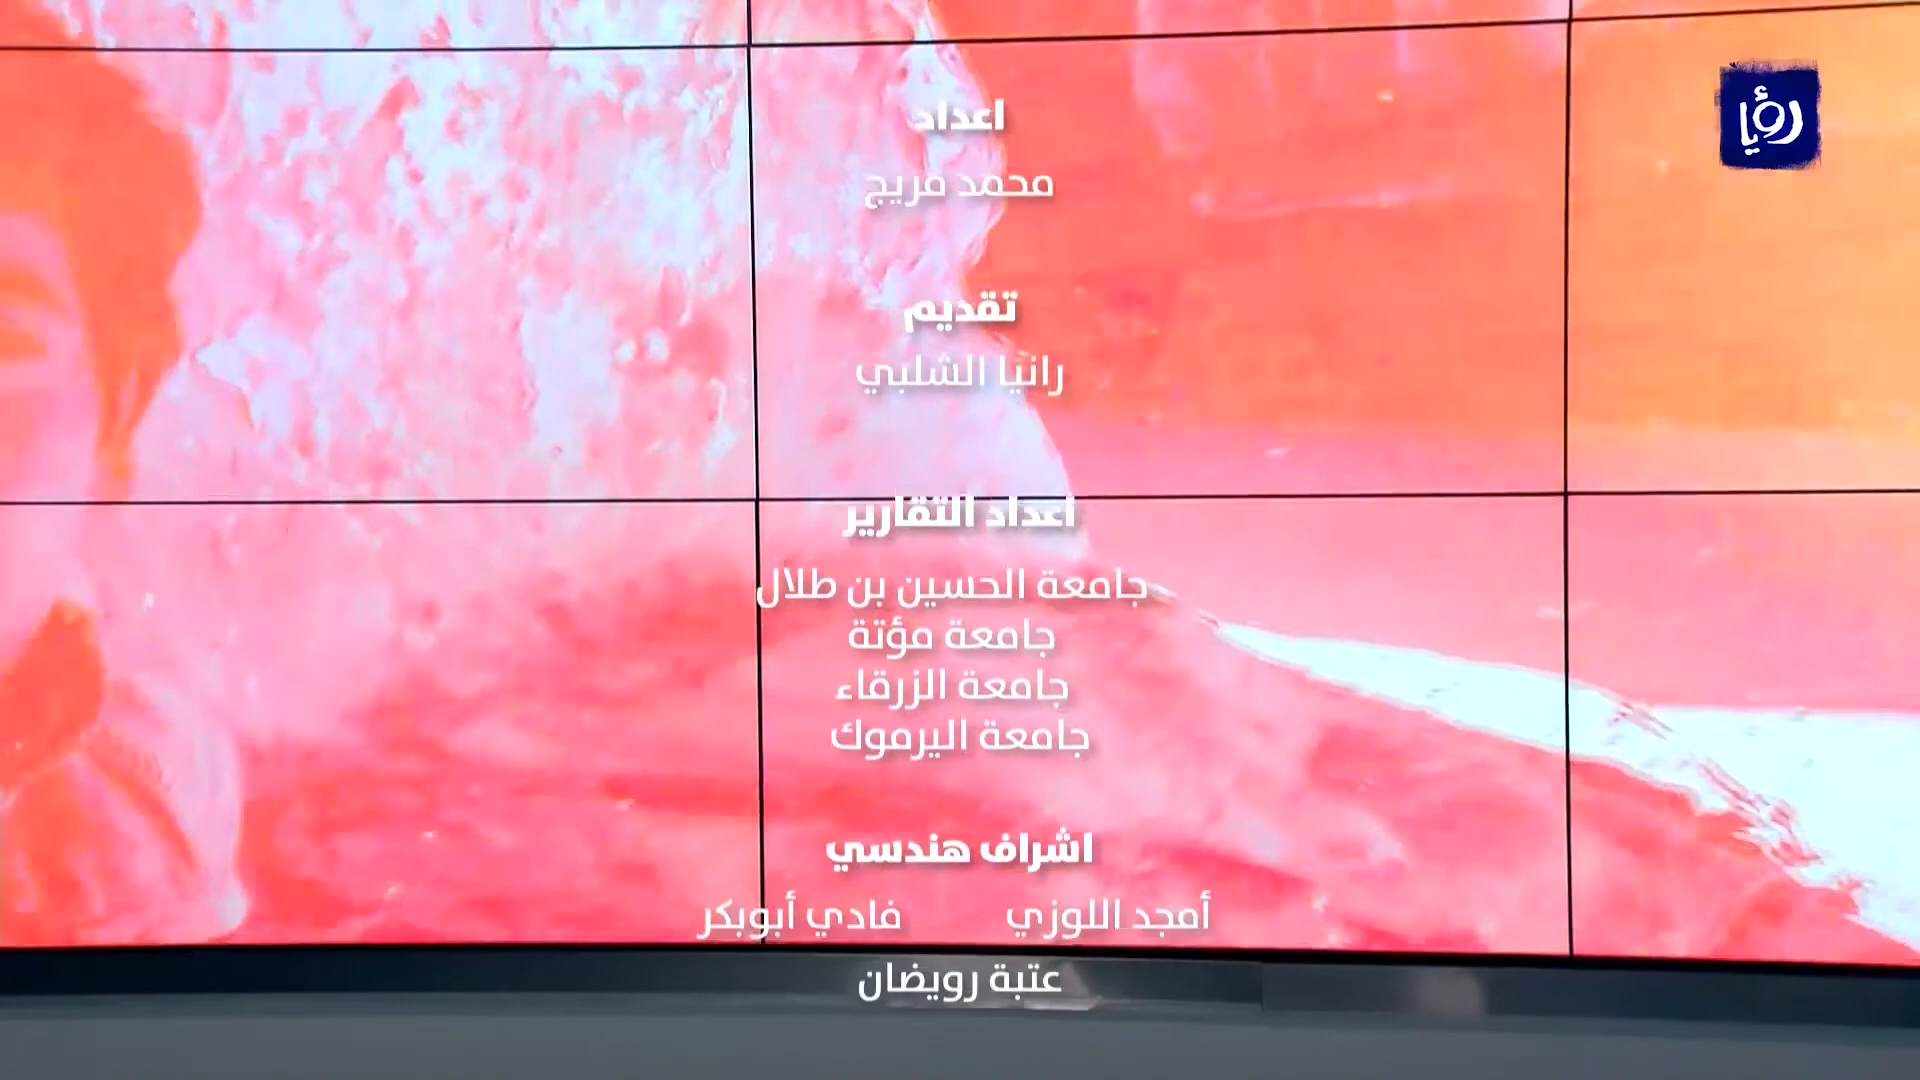 رؤيا
اعداد
محمد مريج
تقديم
رانيا الشلبي
اعداد التقارير
جامعة الحسين بن طلال
جامعة مؤتة
جامعة الزرقاء
جامعة اليرموك
اشراف هندسي
أمجد اللوزي فادي أبوبكر
عتبة رويضان